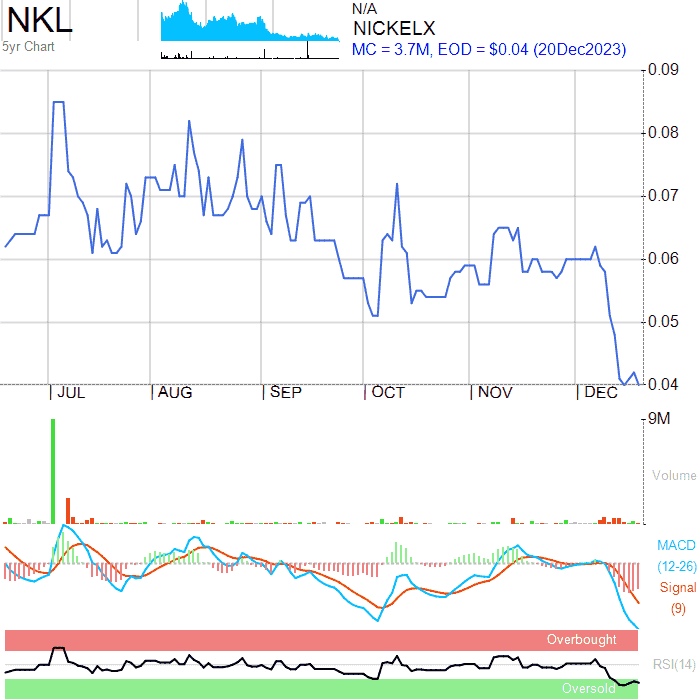 NKL
5yr Chart
N/A
NICKELX
MC = 3.7M, EOD = $0.04 (20Dec2023)
0.09
0.08
0.07
0.06
0.05
0.04
JUL AUG SEP OCT NOV DEC
9M
Volume
MACD
(12-26)
Signal
(9)
Overbought
RSI(14)
Oversold